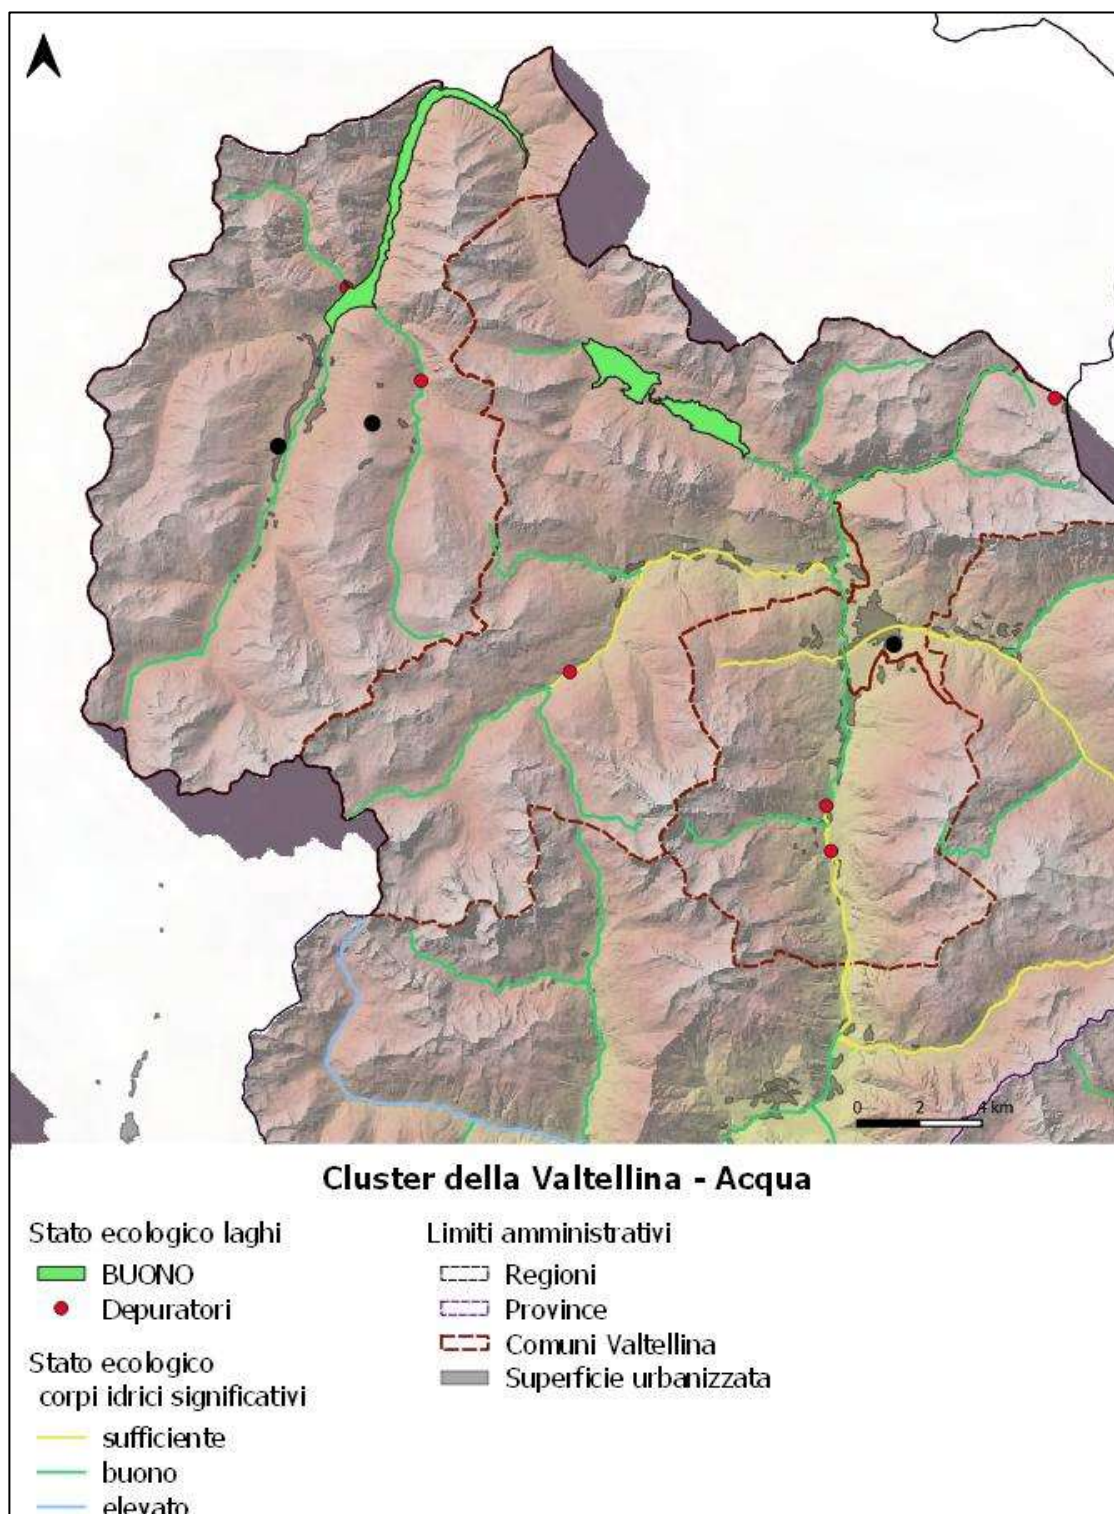 0 2 4 km
Cluster della Valtellina - Acqua
Stato ecologico laghi
BUONO
Depuratori
Stato ecologico
corpi idrici significativi
sufficiente
buono
elevato
Limiti amministrativi
Regioni
Province
Comuni Valtellina
Superficie urbanizzata